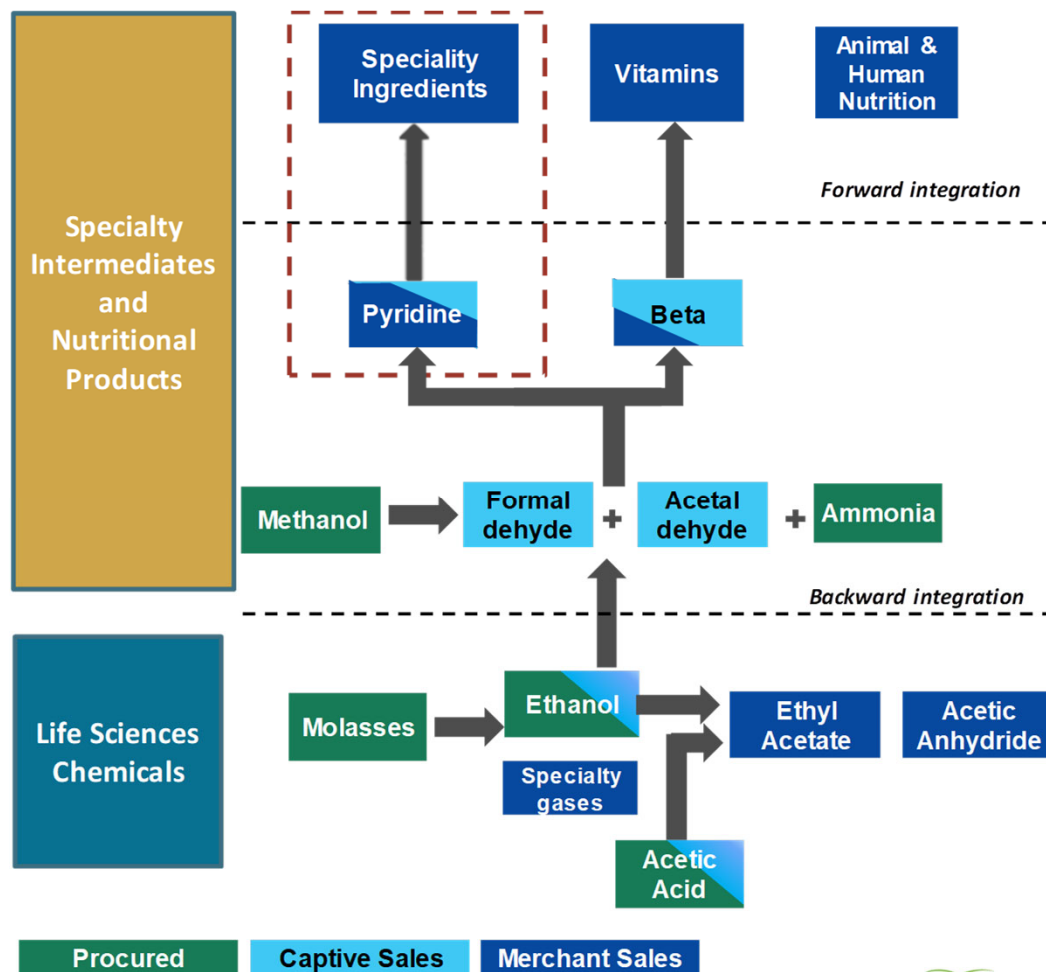 Specialty
Intermediates
and
Nutritional
Products
Speciality
Ingredients
Vitamins
Animal &
Human
Nutrition
Forward integration
Pyridine
Beta
Methanol
Formal
dehyde
+
Acetal
dehyde
+
Ammonia
Backward integration
Life Sciences
Chemicals
Molasses
Ethanol
Ethyl
Acetate
Acetic
Anhydride
Specialty
gases
Acetic
Acid
Procured
Captive Sales
Merchant Sales